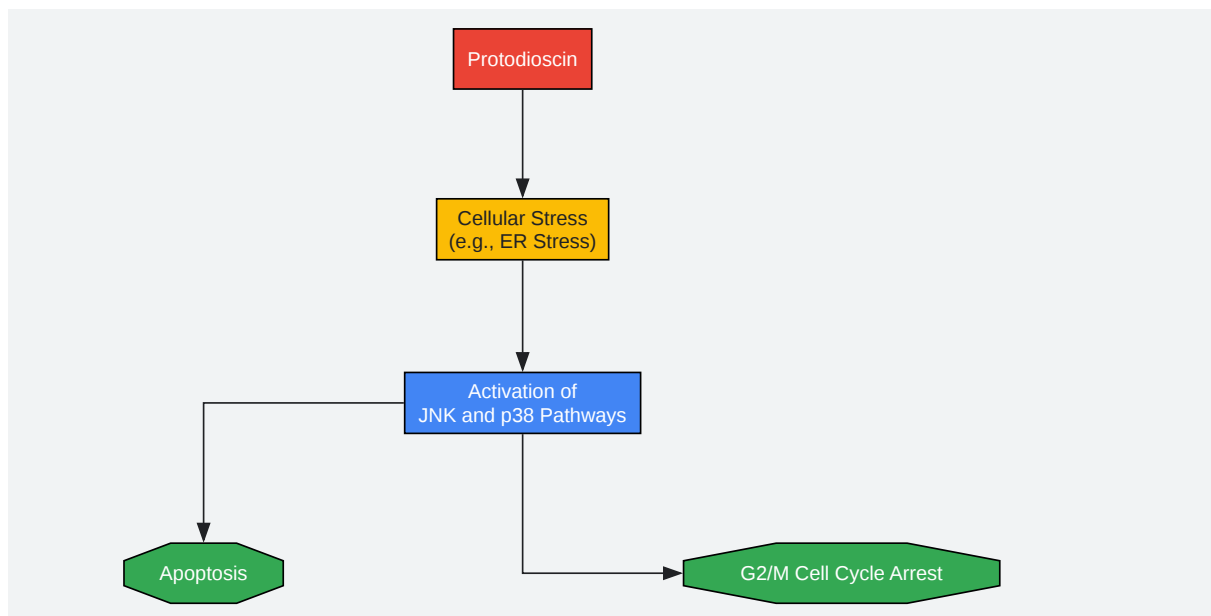 Protodioscin
Cellular Stress
(e.g., ER Stress)
Activation of
JNK and p38 Pathways
Apoptosis
G2/M Cell Cycle Arrest